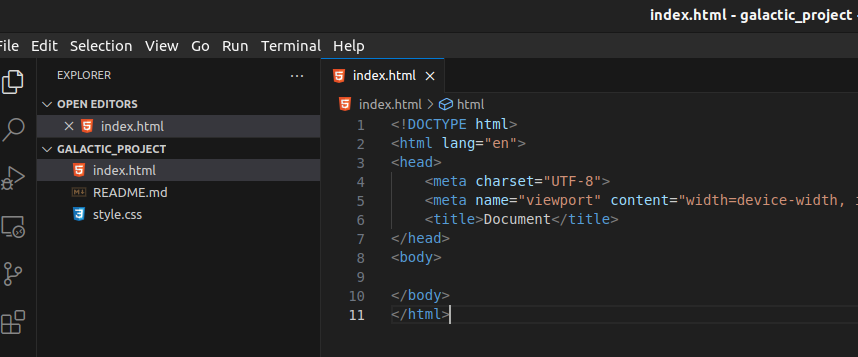 index.html - galactic_project -
File Edit Selection View Go Run Terminal Help
EXPLORER ...
OPEN EDITORS
index.html
GALACTIC_PROJECT
index.html
README.md
style.css
index.html
index.html > html
1 <!DOCTYPE html>
2 <html lang="en">
3 <head>
4 <meta charset="UTF-8">
5 <meta name="viewport" content="width=device-width,
6 <title>Document</title>
7 </head>
8 <body>
9
10 </body>
11 </html>